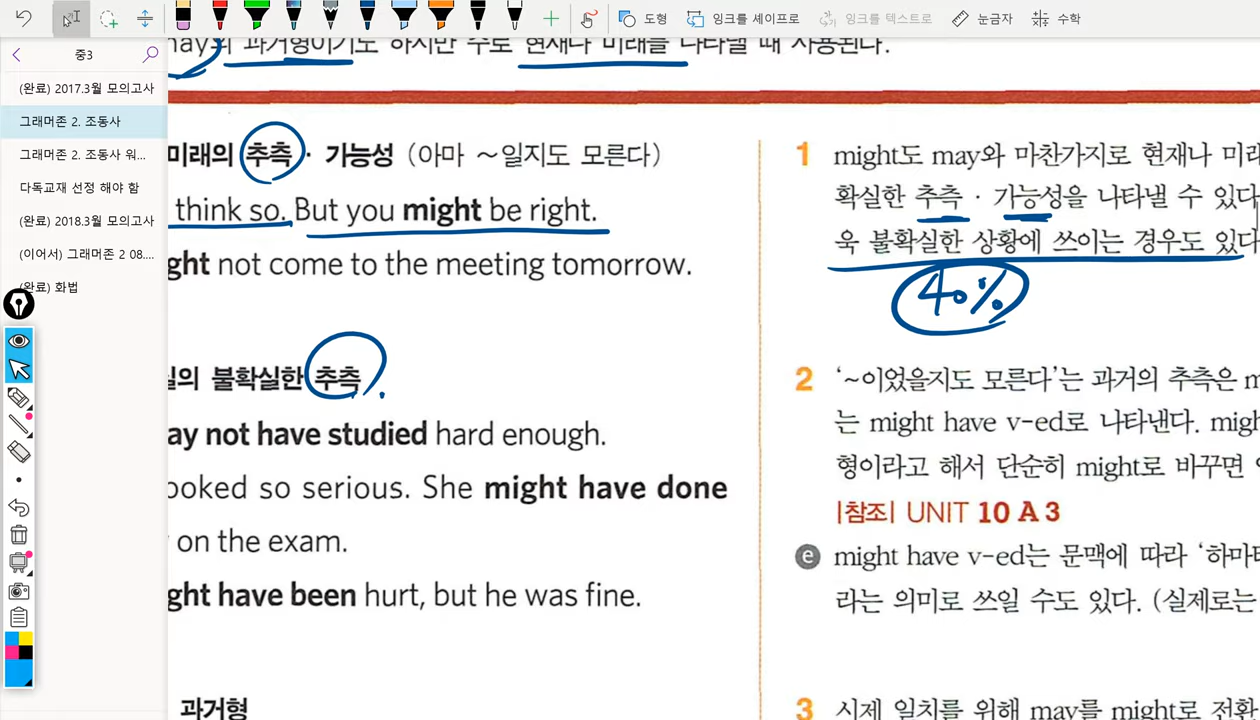 도형
잉크를 셰이프로
잉크를 텍스트로
눈금자
수학
중3
(완료) 2017.3월 모의고사
그래머존 2. 조동사
그래머존 2. 조동사 워...
다독교재 선정 해야 함
(완료) 2018.3월 모의고사
(이어서) 그래머존 2 08....
(완료) 화법
may의 과거형이기도 하지만 주로 현재나 미래를 나타낼 때 사용된다.
미래의 추측 · 가능성 (아마 ~일지도 모른다)
think so. But you might be right.
ght not come to the meeting tomorrow.
일의 불확실한 추측
ay not have studied hard enough.
ooked so serious. She might have done
on the exam.
ght have been hurt, but he was fine.
과거형
1 might도 may와 마찬가지로 현재나 미래
확실한 추측 · 가능성을 나타낼 수 있다
욱 불확실한 상황에 쓰이는 경우도 있다
40%
2 ‘~이었을지도 모른다’는 과거의 추측은 m
는 might have v-ed로 나타낸다. mig
형이라고 해서 단순히 might로 바꾸면
|참조| UNIT 10 A 3
e might have v-ed는 문맥에 따라 ‘하마터
라는 의미로 쓰일 수도 있다. (실제로는
3 시제 일치를 위해 may를 might로 전환